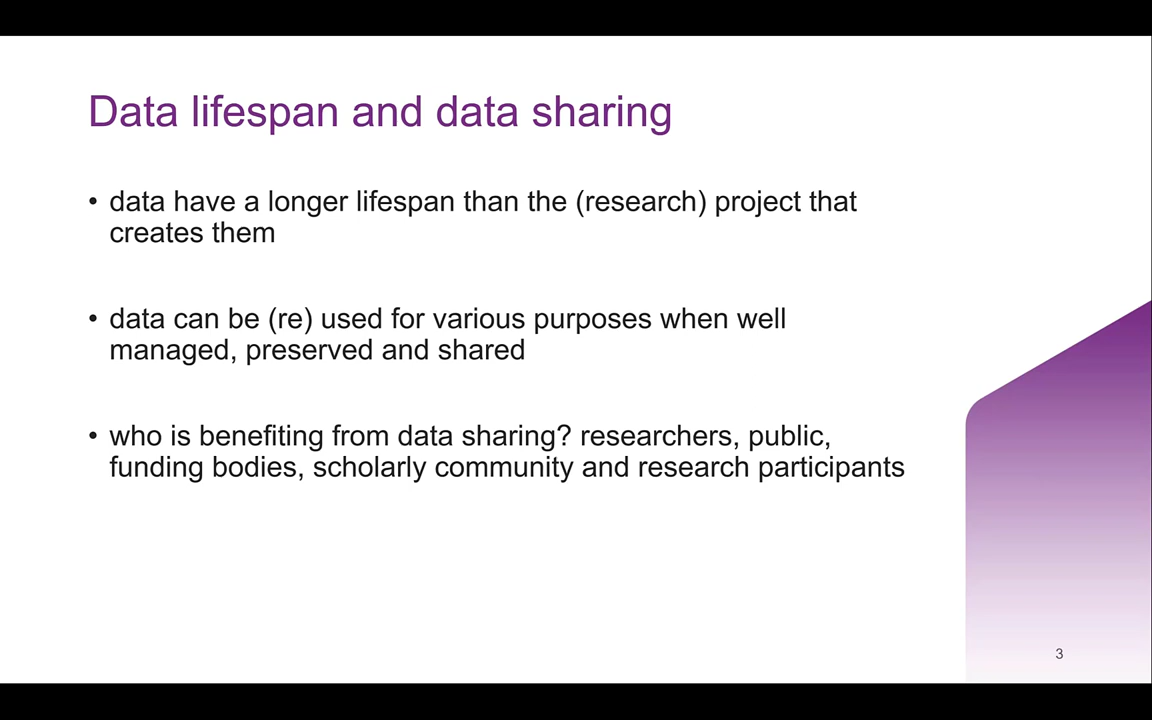 Data lifespan and data sharing
• data have a longer lifespan than the (research) project that
creates them
• data can be (re) used for various purposes when well
managed, preserved and shared
• who is benefiting from data sharing? researchers, public,
funding bodies, scholarly community and research participants
3